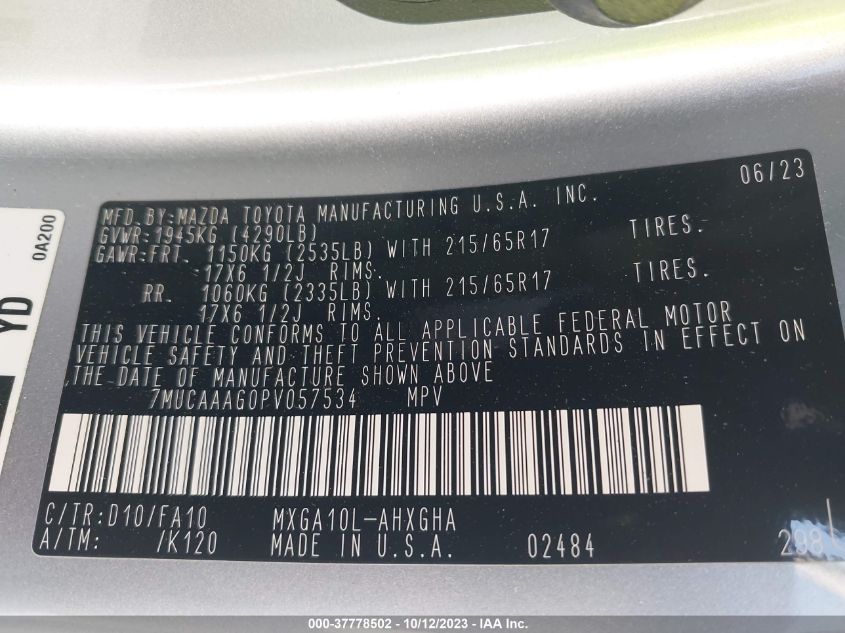 06/23
MFD.BY:MAZDA TOYOTA MANUFACTURING U.S.A. INC.
GVWR:1945KG (4290LB)
GAWR:FRT. 1150KG (2535LB) WITH 215/65R17 TIRES.
17X6 1/2J RIMS.
RR. 1060KG (2335LB) WITH 215/65R17 TIRES.
17X6 1/2J RIMS.
THIS VEHICLE CONFORMS TO ALL APPLICABLE FEDERAL MOTOR
VEHICLE SAFETY AND THEFT PREVENTION STANDARDS IN EFFECT ON
THE DATE OF MANUFACTURE SHOWN ABOVE
7MUCAAAG0PV057534 MPV
C/TR:D10/FA10 MXGA10L-AHXGHA
A/TM: /K120 MADE IN U.S.A. 02484 298
0A200
YD
000-37778502 - 10/12/2023 - IAA Inc.